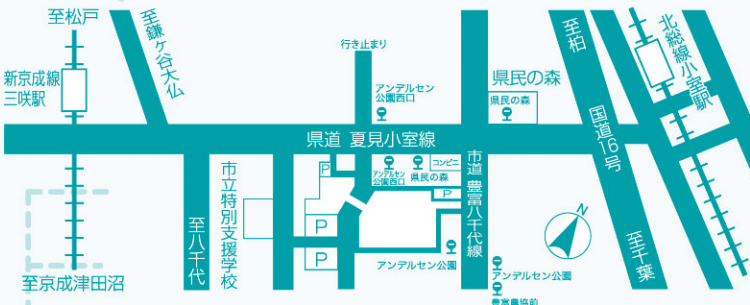 至松戸
至鎌ケ谷大仏
新京成線
三咲駅
行き止まり
アンデルセン
公園西口
県民の森
県民の森
至柏
国道16号
至千葉
北総線小室駅
県道 夏見小室線
P
アンデルセン
公園西口
県民の森
コンビニ
P
市立特別支援学校
至八千代
市道 豊富八千代線
P
P
N
アンデルセン公園
アンデルセン公園
豊富農協前
至京成津田沼